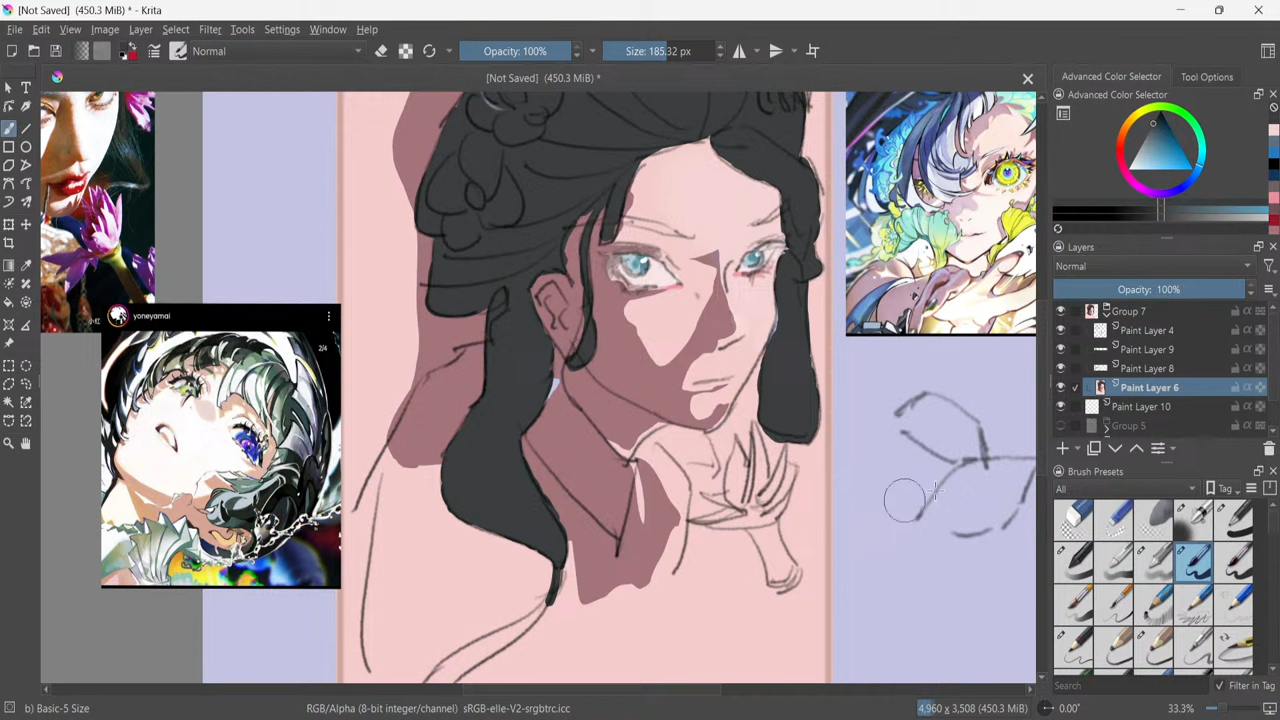 [Not Saved] (450.3 MiB) * - Krita
File Edit View Image Layer Select Filter Tools Settings Window Help
Normal
Opacity: 100%
Size: 185.32 px
[Not Saved] (450.3 MiB) *
Advanced Color Selector
Tool Options
Advanced Color Selector
Layers
Normal
Opacity: 100%
Group 7
Paint Layer 4
Paint Layer 9
Paint Layer 8
Paint Layer 6
Paint Layer 10
Group 5
Brush Presets
All
Tag
Search
Filter in Tag
yoneyamai
2/4
b) Basic-5 Size
RGB/Alpha (8-bit integer/channel) sRGB-elle-V2-srgbtrc.icc
4,960 x 3,508 (450.3 MiB)
0.00°
33.3%